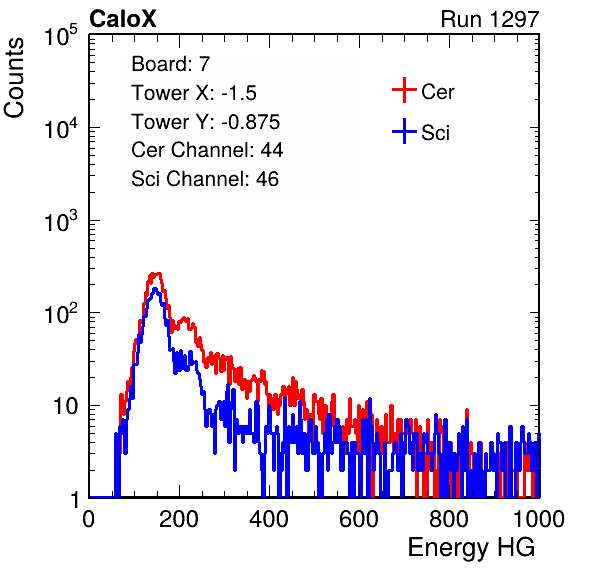 CaloX Run 1297
Counts
10^5
10^4
10^3
10^2
10
1
Board: 7
Tower X: -1.5
Tower Y: -0.875
Cer Channel: 44
Sci Channel: 46
Cer
Sci
0 200 400 600 800 1000
Energy HG